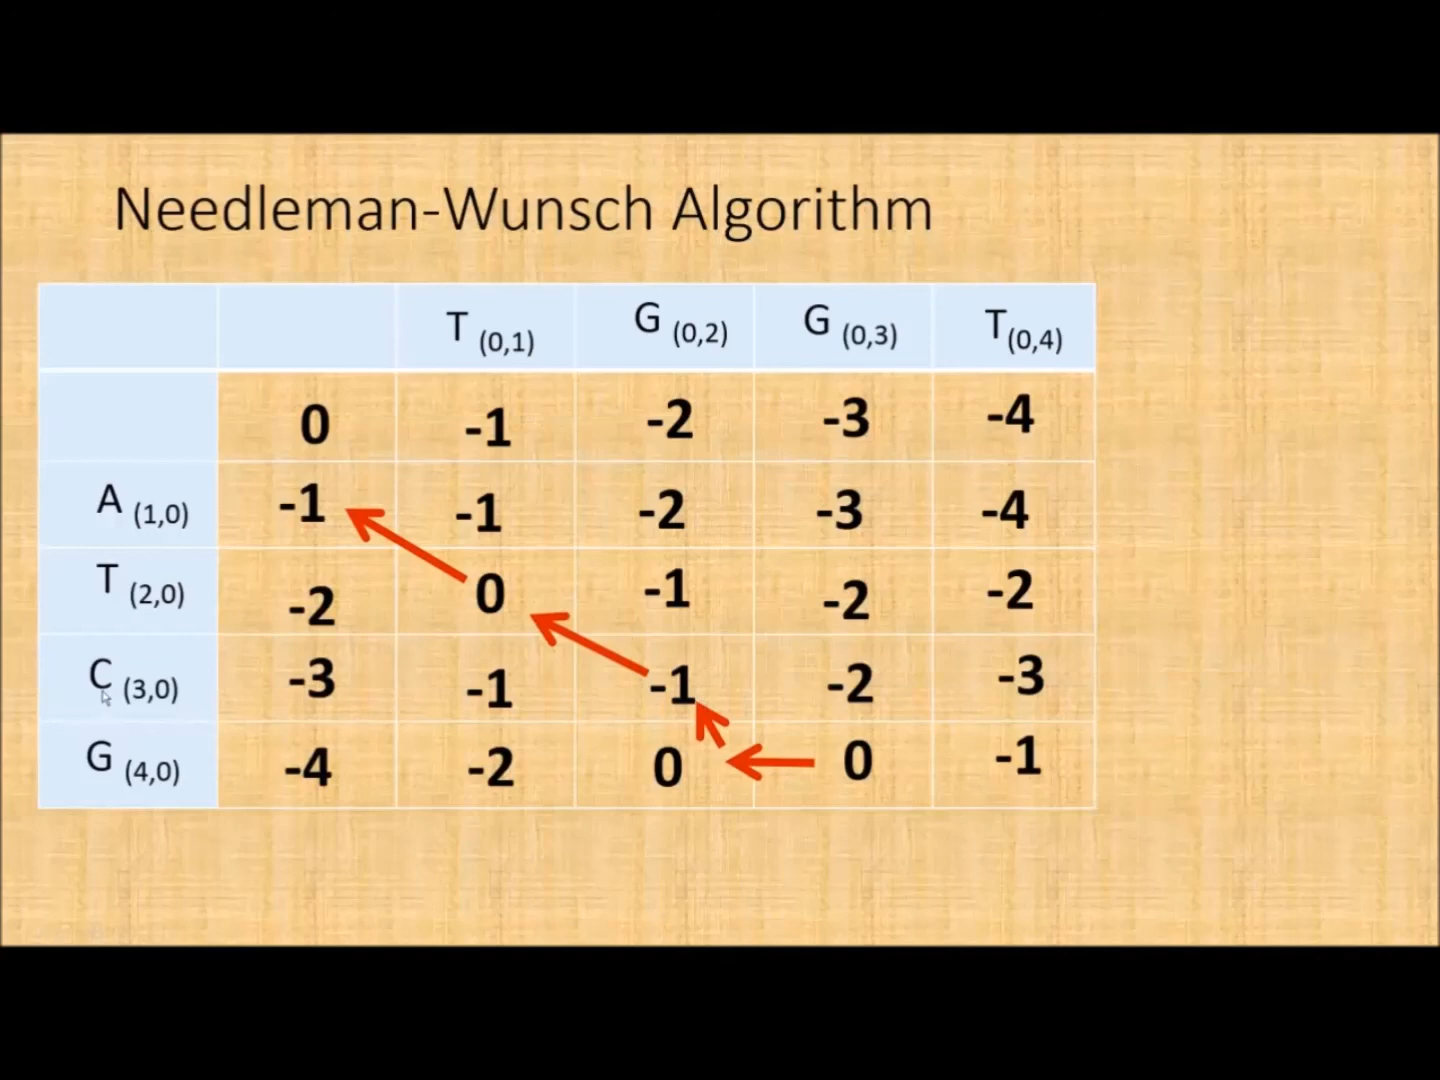 Needleman-Wunsch Algorithm
T (0,1) G (0,2) G (0,3) T(0,4)
0 -1 -2 -3 -4
A (1,0) -1 -1 -2 -3 -4
T (2,0) -2 0 -1 -2 -2
C (3,0) -3 -1 -1 -2 -3
G (4,0) -4 -2 0 0 -1